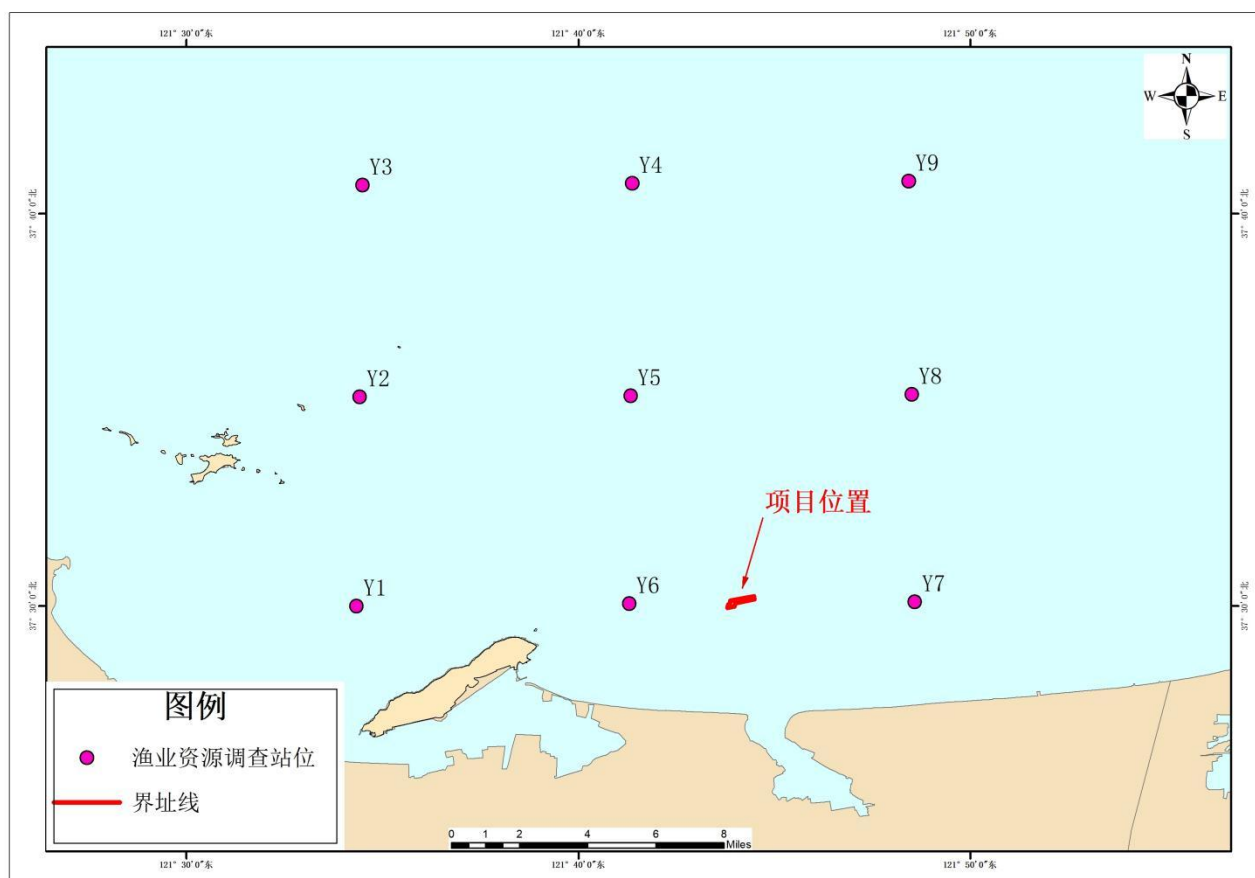 121° 30′0″东
121° 40′0″东
121° 50′0″东
N
W
E
S
Y3
Y4
Y9
37° 40′0″北
37° 40′0″北
Y2
Y5
Y8
项目位置
Y1
Y6
Y7
37° 30′0″北
37° 30′0″北
图例
渔业资源调查站位
界址线
0 1 2 4 6 8
Miles
121° 30′0″东
121° 40′0″东
121° 50′0″东